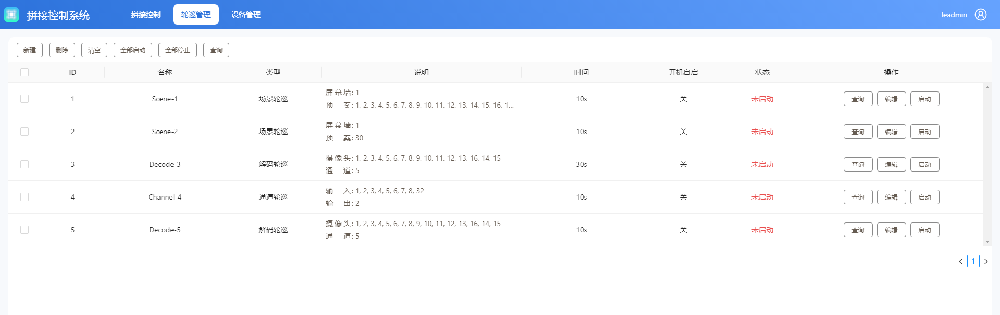 拼接控制系统 拼接控制 轮巡管理 设备管理 leadmin
新建 删除 清空 全部启动 全部停止 查询
ID 名称 类型 说明 时间 开机自启 状态 操作
1 Scene-1 场景轮巡 屏幕墙: 1 10s 关 未启动 查询 编辑 启动
预 案: 1, 2, 3, 4, 5, 6, 7, 8, 9, 10, 11, 12, 13, 14, 15, 16, 1...
2 Scene-2 场景轮巡 屏幕墙: 1 10s 关 未启动 查询 编辑 启动
预 案: 30
3 Decode-3 解码轮巡 摄像头: 1, 2, 3, 4, 5, 6, 7, 8, 9, 10, 11, 12, 13, 16, 14, 15 30s 关 未启动 查询 编辑 启动
通 道: 5
4 Channel-4 通道轮巡 输 入: 1, 2, 3, 4, 5, 6, 7, 8, 32 10s 关 未启动 查询 编辑 启动
输 出: 2
5 Decode-5 解码轮巡 摄像头: 1, 2, 3, 4, 5, 6, 7, 8, 9, 10, 11, 12, 13, 16, 14, 15 10s 关 未启动 查询 编辑 启动
通 道: 5
< 1 >